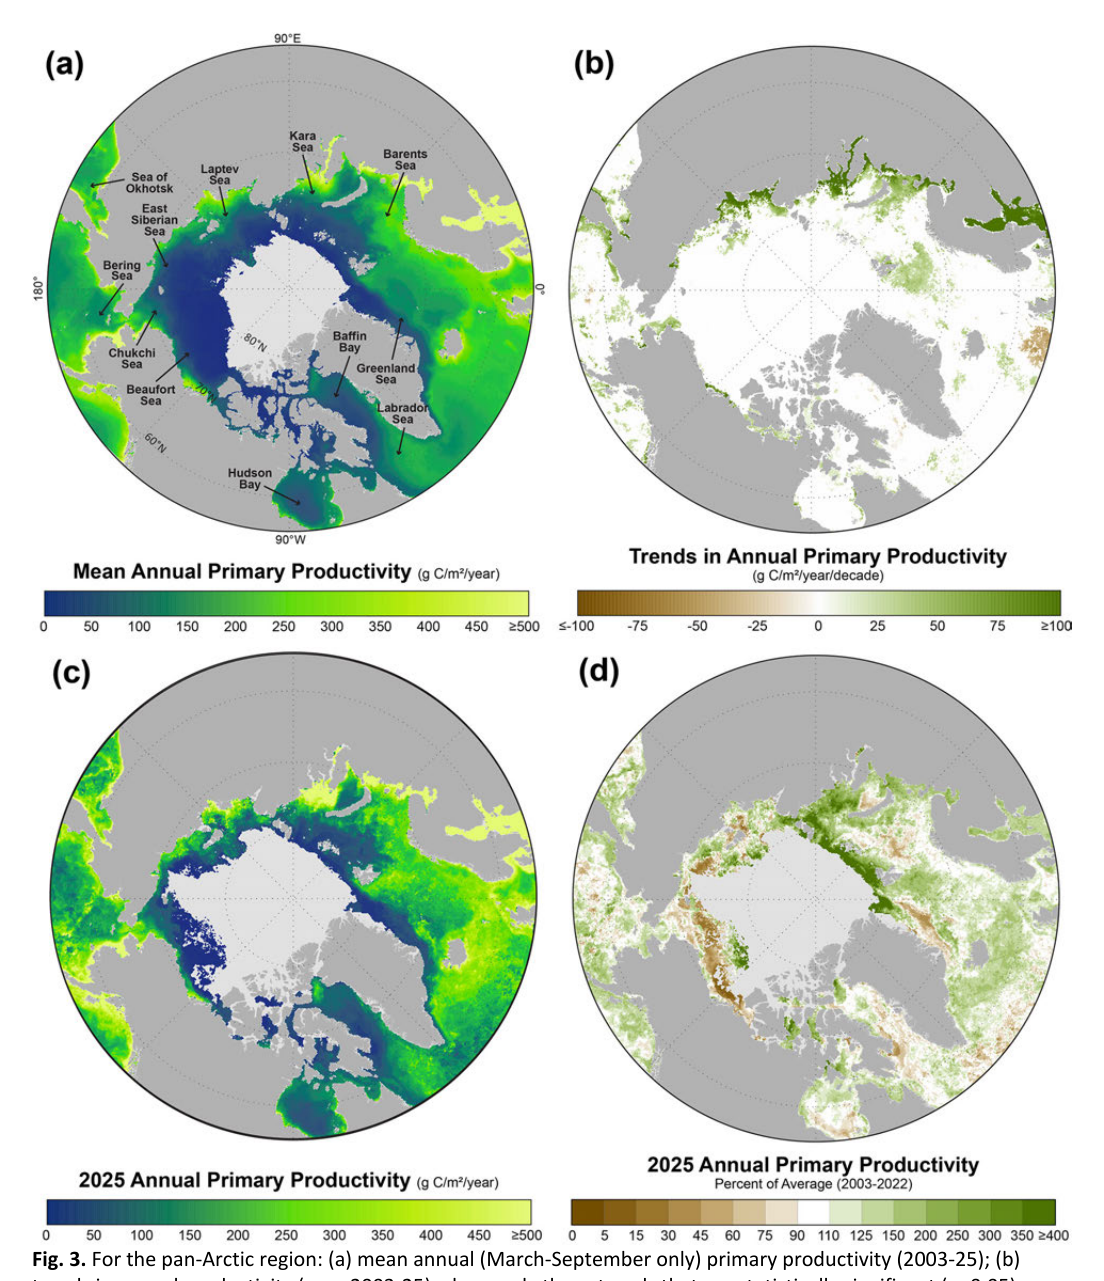 (a)
90°E
Kara Sea
Barents Sea
Laptev Sea
Sea of Okhotsk
East Siberian Sea
Bering Sea
180°
0°
80°N
Baffin Bay
Chukchi Sea
Greenland Sea
Beaufort Sea
70°N
Labrador Sea
60°N
Hudson Bay
90°W
Mean Annual Primary Productivity (g C/m²/year)
0 50 100 150 200 250 300 350 400 450 ≥500
(b)
Trends in Annual Primary Productivity
(g C/m²/year/decade)
≤-100 -75 -50 -25 0 25 50 75 ≥100
(c)
2025 Annual Primary Productivity (g C/m²/year)
0 50 100 150 200 250 300 350 400 450 ≥500
(d)
2025 Annual Primary Productivity
Percent of Average (2003-2022)
0 5 15 30 45 60 75 90 110 125 150 200 250 300 350 ≥400
Fig. 3. For the pan-Arctic region: (a) mean annual (March-September only) primary productivity (2003-25); (b)